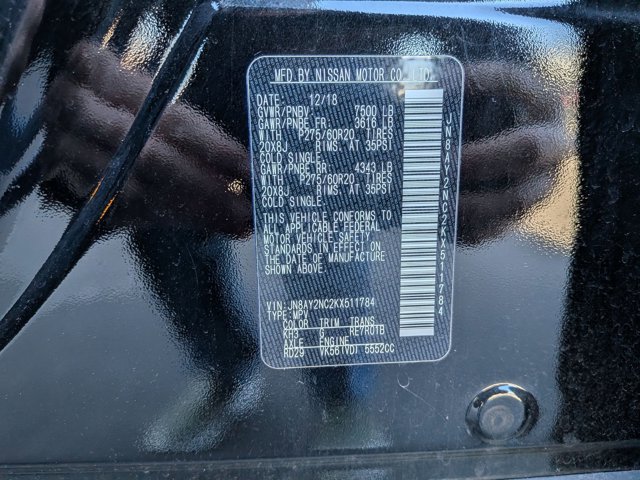 MFD. BY NISSAN MOTOR CO., LTD.
DATE 12/18
GVWR/PNBV 7500 LB
GAWR/PNBE FR 3616 LB
WITH P275/60R20 TIRES
20X8J RIMS, AT 35PSI
COLD SINGLE
GAWR/PNBE RR 4343 LB
WITH P275/60R20 TIRES
20X8J RIMS, AT 35PSI
COLD SINGLE.
THIS VEHICLE CONFORMS TO
ALL APPLICABLE FEDERAL
MOTOR VEHICLE SAFETY
STANDARDS IN EFFECT ON
THE DATE OF MANUFACTURE
SHOWN ABOVE.
VIN: JN8AY2NC2KX511784
TYPE: MPV
COLOR TRIM TRANS
KH3 G RE7R01B
AXLE ENGINE
RD29 VK56(VD) 5552CC
JN8AY2NC2KX511784